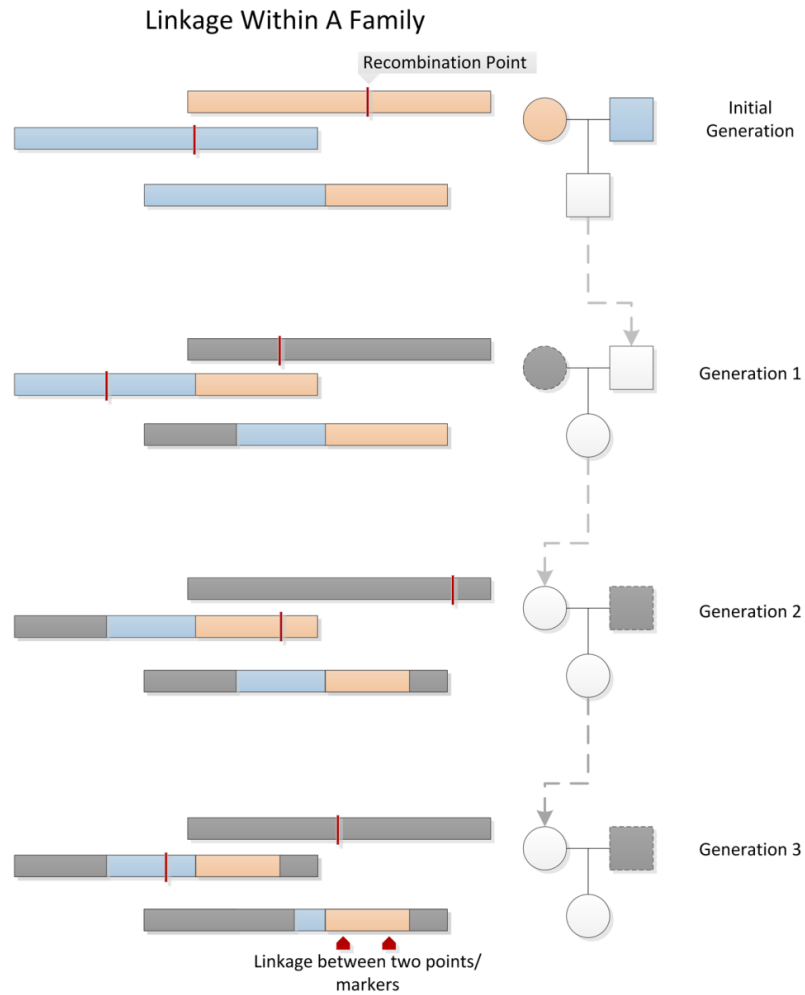 Linkage Within A Family
Recombination Point
Initial
Generation
Generation 1
Generation 2
Generation 3
Linkage between two points/
markers